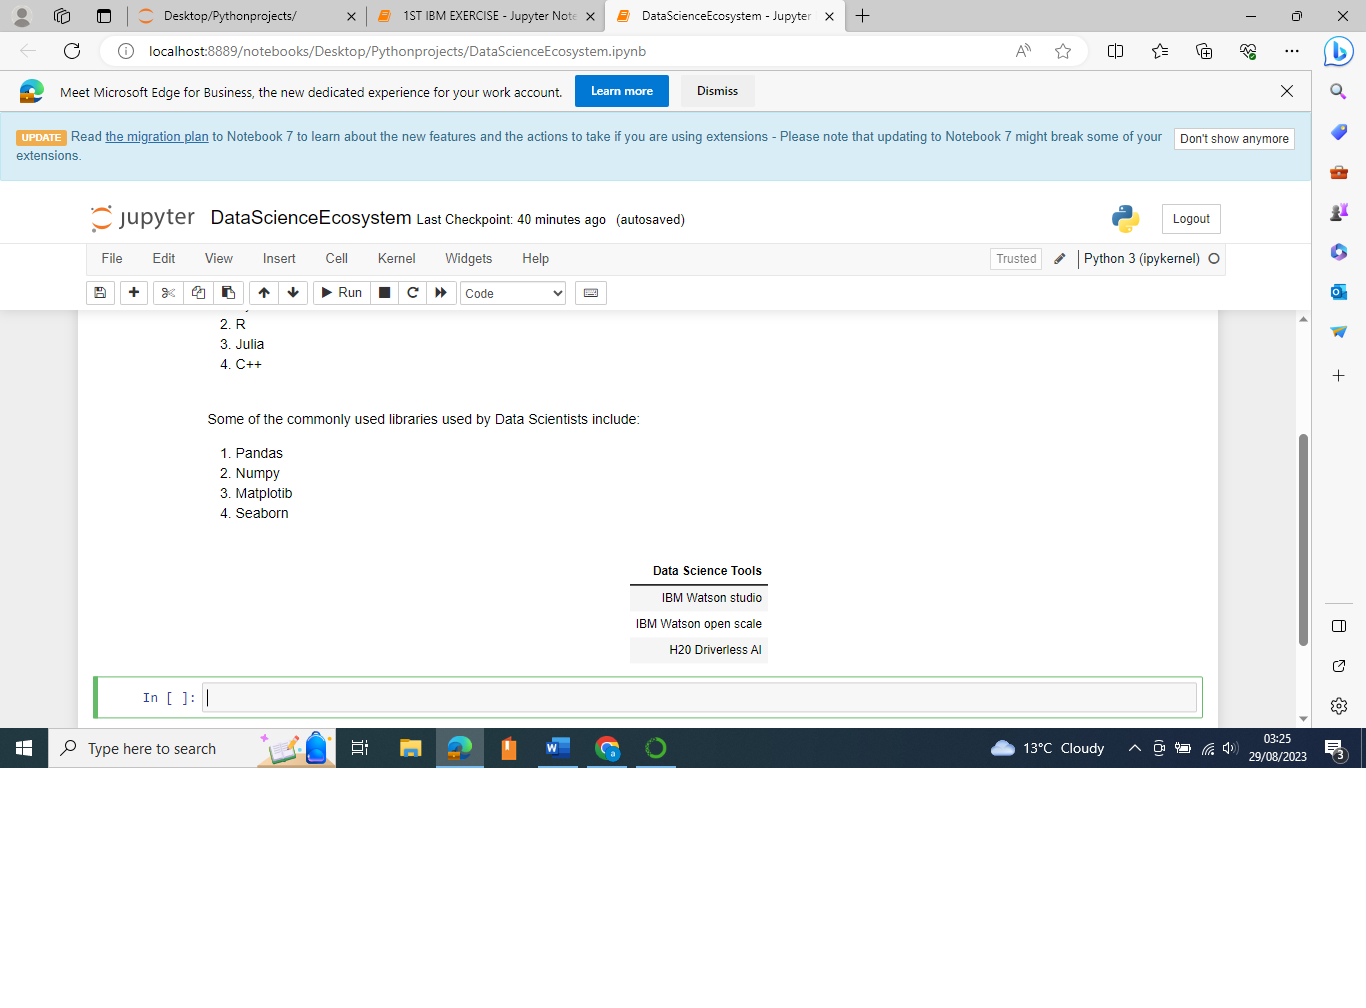 Desktop/Pythonprojects/
1ST IBM EXERCISE - Jupyter Note
DataScienceEcosystem - Jupyter
localhost:8889/notebooks/Desktop/Pythonprojects/DataScienceEcosystem.ipynb
Meet Microsoft Edge for Business, the new dedicated experience for your work account.
Learn more
Dismiss
UPDATE Read the migration plan to Notebook 7 to learn about the new features and the actions to take if you are using extensions - Please note that updating to Notebook 7 might break some of your
extensions.
Don't show anymore
jupyter DataScienceEcosystem Last Checkpoint: 40 minutes ago (autosaved)
Logout
File Edit View Insert Cell Kernel Widgets Help
Trusted
Python 3 (ipykernel)
Run
Code
2. R
3. Julia
4. C++
Some of the commonly used libraries used by Data Scientists include:
1. Pandas
2. Numpy
3. Matplotib
4. Seaborn
Data Science Tools
IBM Watson studio
IBM Watson open scale
H20 Driverless AI
In [ ]:
Type here to search
13°C Cloudy
03:25
29/08/2023
3